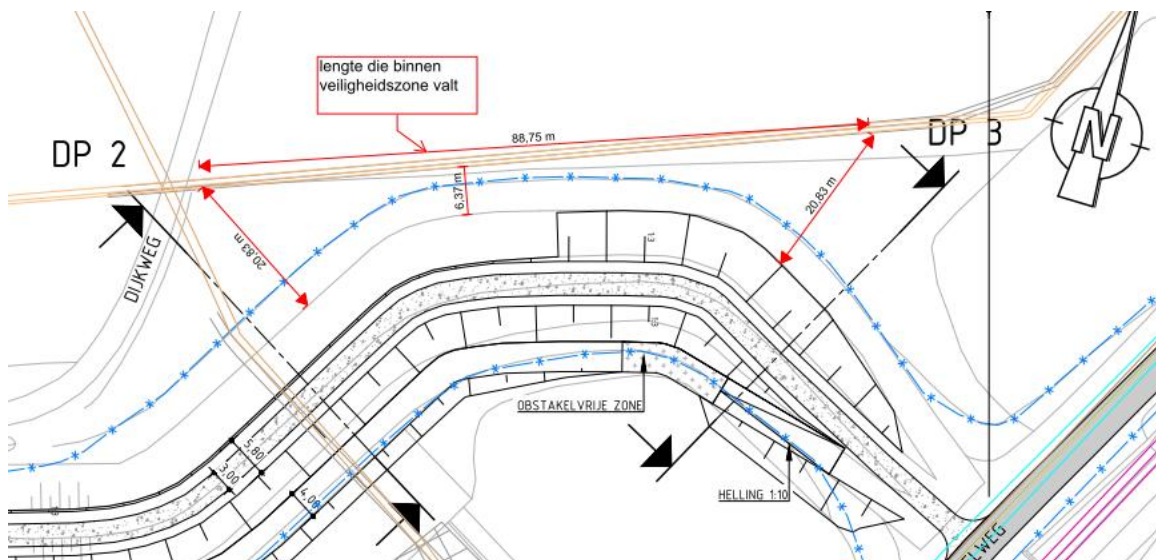 lengte die binnen
veiligheidszone valt
88,75 m
DP 2
DP 3
N
6,37 m
20,83 m
20,83 m
DIJKWEG
13
OBSTAKELVRIJE ZONE
5,80
3,00
4,00
HELLING 1:10
ELWEG